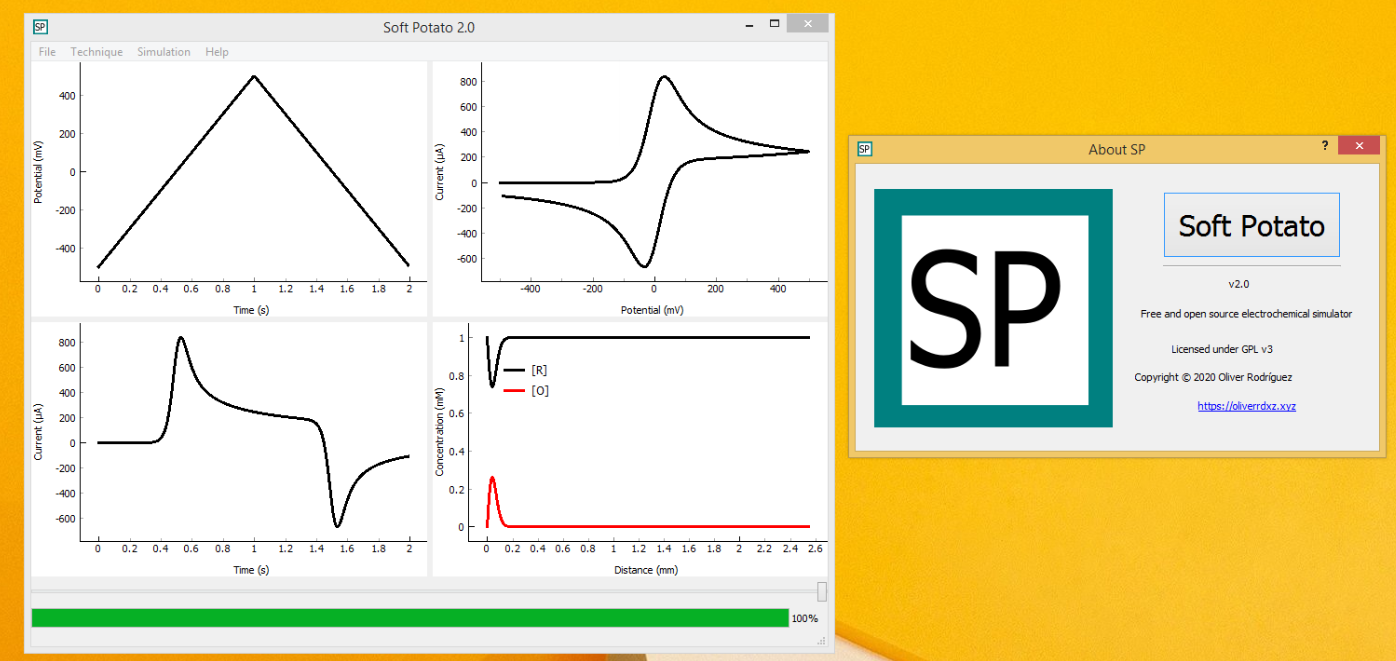 SP Soft Potato 2.0
File Technique Simulation Help
400
200
0
-200
-400
Potential (mV)
0 0.2 0.4 0.6 0.8 1 1.2 1.4 1.6 1.8 2
Time (s)
800
600
400
200
0
-200
-400
-600
Current (µA)
-400 -200 0 200 400
Potential (mV)
800
600
400
200
0
-200
-400
-600
Current (µA)
0 0.2 0.4 0.6 0.8 1 1.2 1.4 1.6 1.8 2
Time (s)
1
0.8
0.6
0.4
0.2
0
Concentration (mM)
[R]
[O]
0 0.2 0.4 0.6 0.8 1 1.2 1.4 1.6 1.8 2 2.2 2.4 2.6
Distance (mm)
100%
SP About SP ?
SP
Soft Potato
v2.0
Free and open source electrochemical simulator
Licensed under GPL v3
Copyright © 2020 Oliver Rodríguez
https://oliverrdxz.xyz